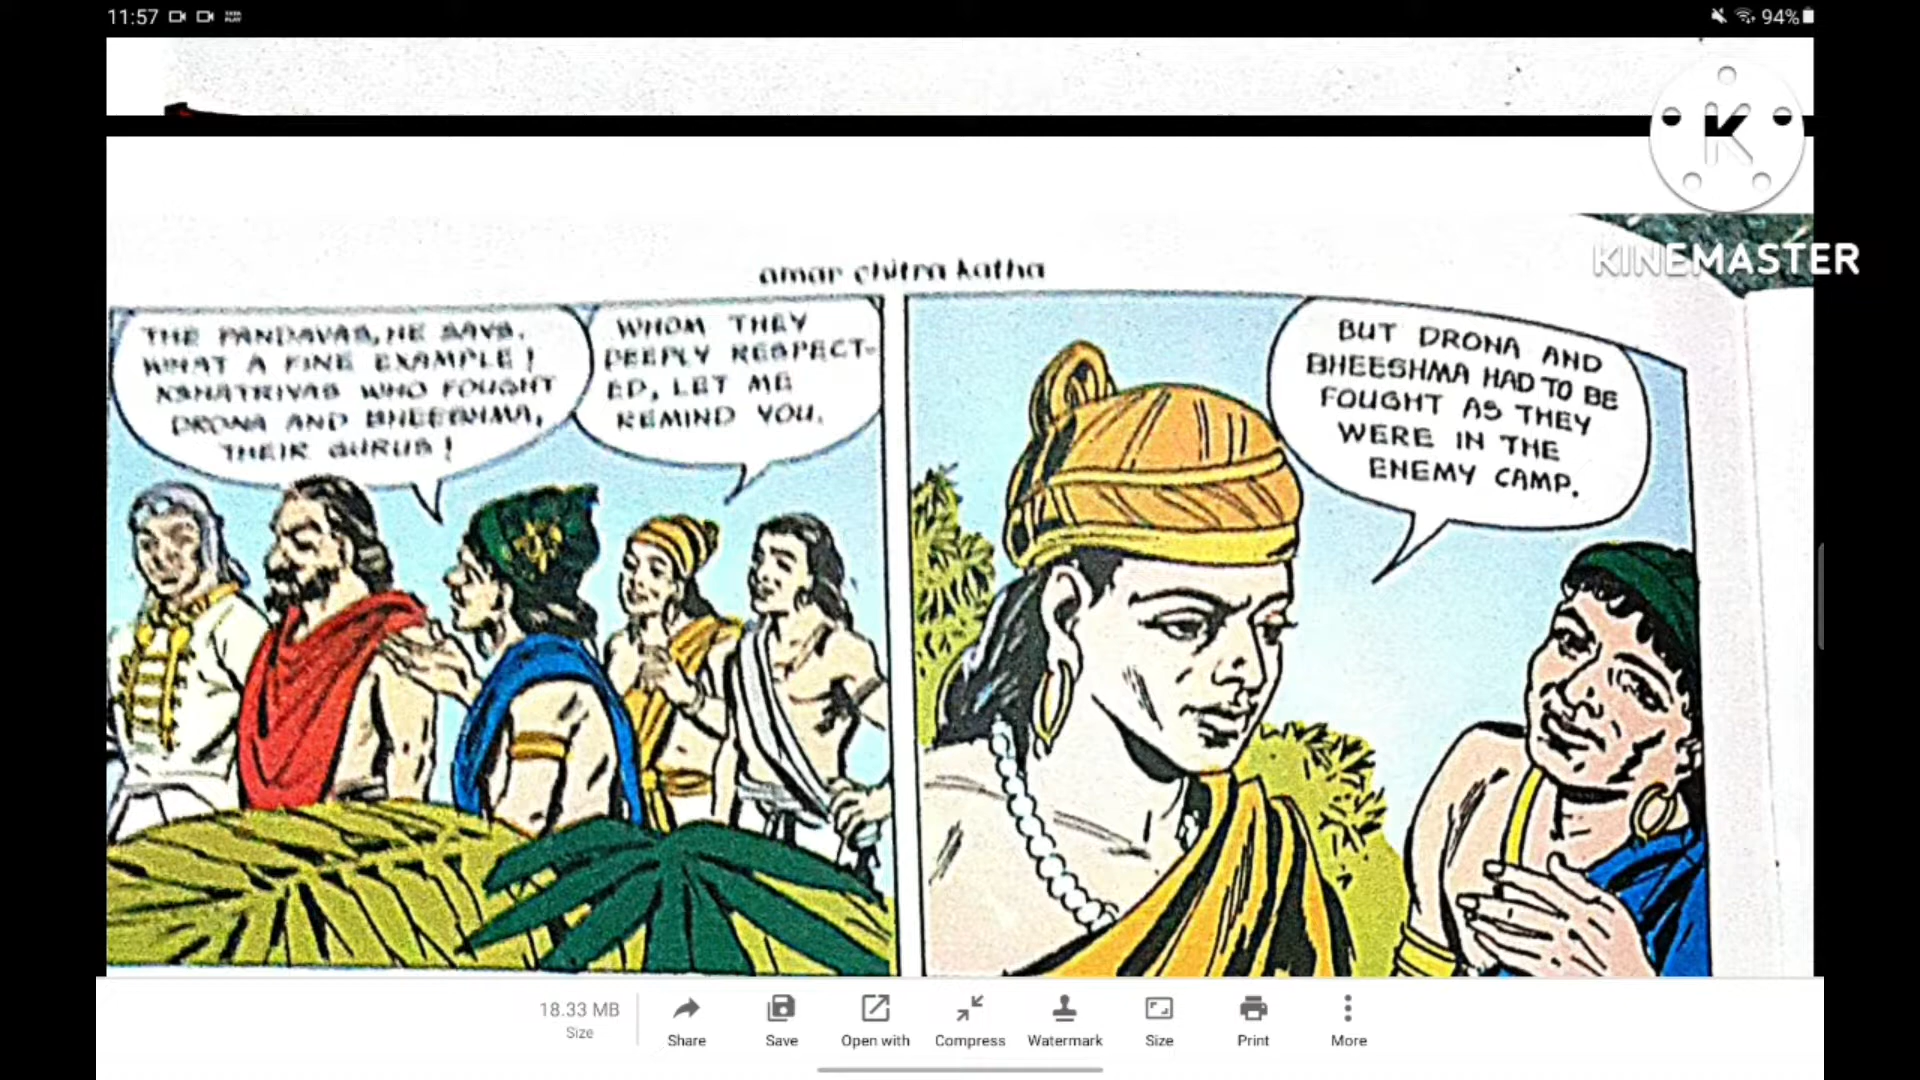 11:57
94%
K
KINEMASTER
amar chitra katha
THE PANDAVAS, HE SAYS.
WHAT A FINE EXAMPLE!
KSHATRIYAS WHO FOUGHT
DRONA AND BHEESHMA,
THEIR GURUS!
WHOM THEY
DEEPLY RESPECT-
ED, LET ME
REMIND YOU.
BUT DRONA AND
BHEESHMA HAD TO BE
FOUGHT AS THEY
WERE IN THE
ENEMY CAMP.
18.33 MB
Size
Share
Save
Open with
Compress
Watermark
Size
Print
More